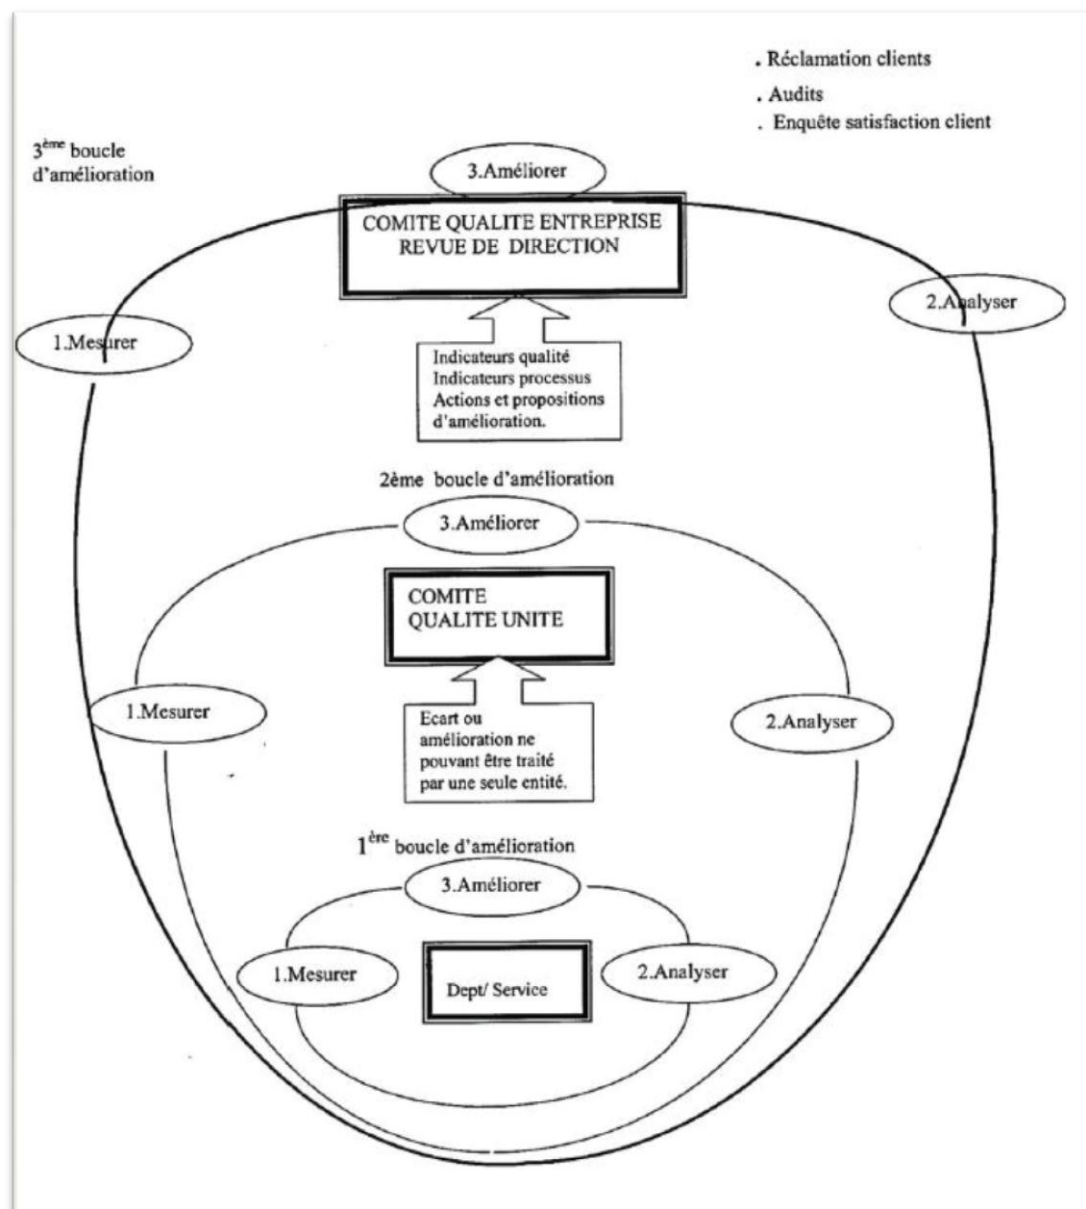 . Réclamation clients
. Audits
. Enquête satisfaction client
3ème boucle
d'amélioration
3.Améliorer
COMITE QUALITE ENTREPRISE
REVUE DE DIRECTION
1.Mesurer
2.Analyser
Indicateurs qualité
Indicateurs processus
Actions et propositions
d'amélioration.
2ème boucle d'amélioration
3.Améliorer
COMITE
QUALITE UNITE
1.Mesurer
2.Analyser
Ecart ou
amélioration ne
pouvant être traité
par une seule entité.
1ère boucle d'amélioration
3.Améliorer
1.Mesurer
2.Analyser
Dept/ Service